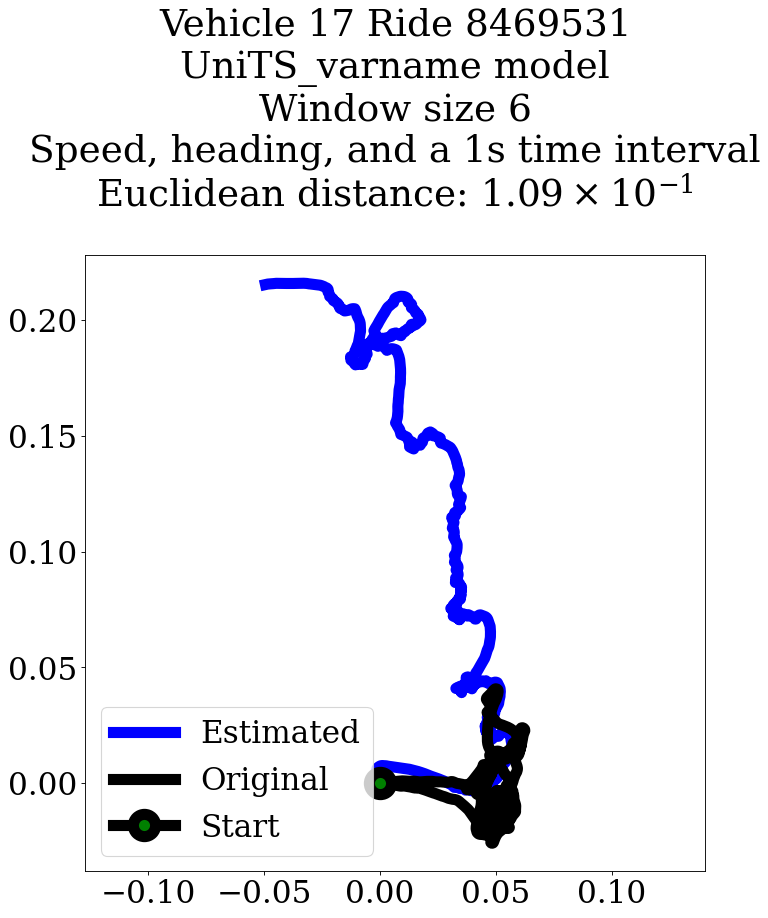 Vehicle 17 Ride 8469531
UniTS_varname model
Window size 6
Speed, heading, and a 1s time interval
Euclidean distance: 1.09 × 10⁻¹
0.20
0.15
0.10
0.05
0.00
Estimated
Original
Start
−0.10 −0.05 0.00 0.05 0.10